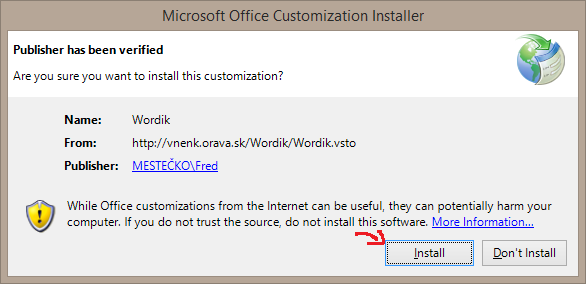 Microsoft Office Customization Installer
Publisher has been verified
Are you sure you want to install this customization?
Name: Wordik
From: http://vnenk.orava.sk/Wordik/Wordik.vsto
Publisher: MESTEČKO\Fred
While Office customizations from the Internet can be useful, they can potentially harm your
computer. If you do not trust the source, do not install this software. More Information...
Install Don't Install